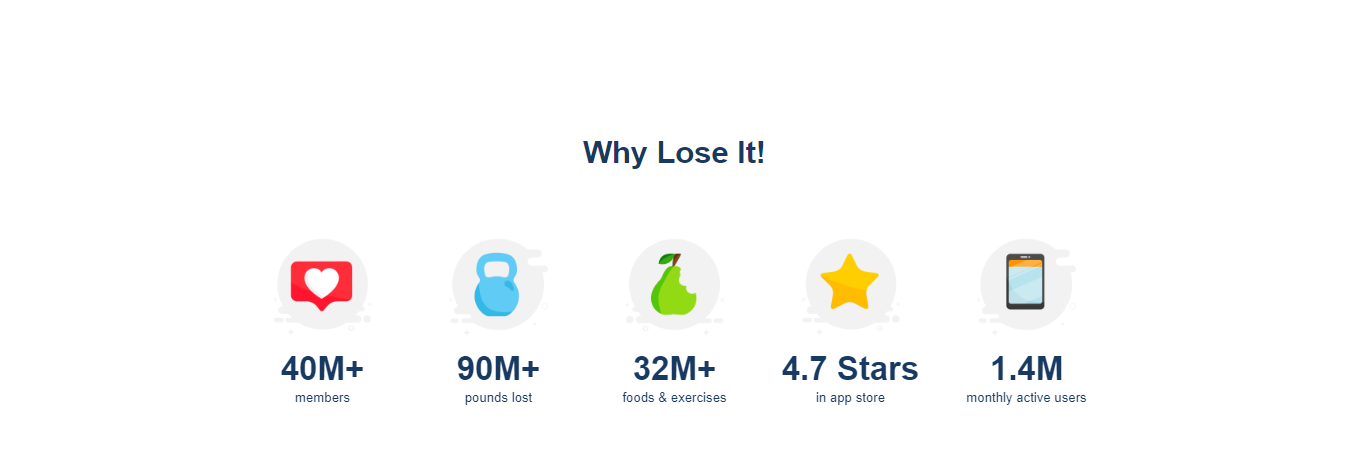 Why Lose It!
40M+
members
90M+
pounds lost
32M+
foods & exercises
4.7 Stars
in app store
1.4M
monthly active users